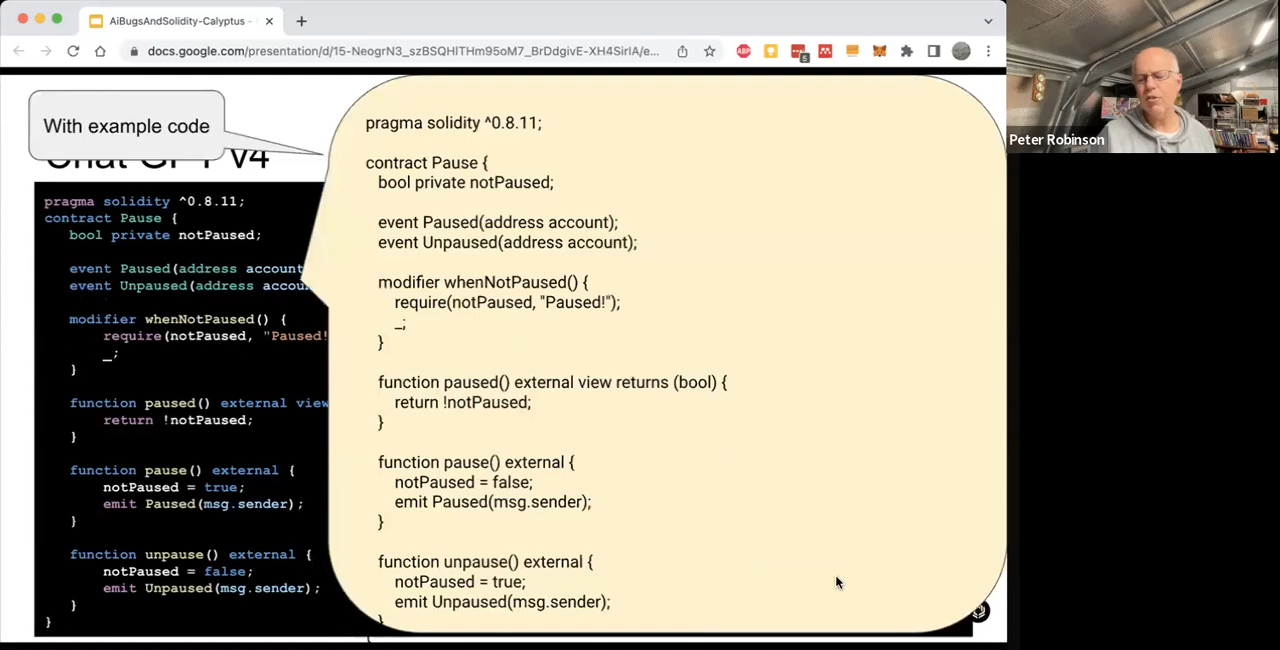 AiBugsAndSolidity-Calyptus -
docs.google.com/presentation/d/15-NeogrN3_szBSQHlTHm95oM7_BrDdgivE-XH4SirIA/e...
ABP
5
Peter Robinson
With example code
Chat GPT v4
pragma solidity ^0.8.11;
contract Pause {
bool private notPaused;
event Paused(address account
event Unpaused(address accou
modifier whenNotPaused() {
require(notPaused, "Paused!
_;
}
function paused() external view
return !notPaused;
}
function pause() external {
notPaused = true;
emit Paused(msg.sender);
}
function unpause() external {
notPaused = false;
emit Unpaused(msg.sender);
}
}
pragma solidity ^0.8.11;
contract Pause {
bool private notPaused;
event Paused(address account);
event Unpaused(address account);
modifier whenNotPaused() {
require(notPaused, "Paused!");
_;
}
function paused() external view returns (bool) {
return !notPaused;
}
function pause() external {
notPaused = false;
emit Paused(msg.sender);
}
function unpause() external {
notPaused = true;
emit Unpaused(msg.sender);
}